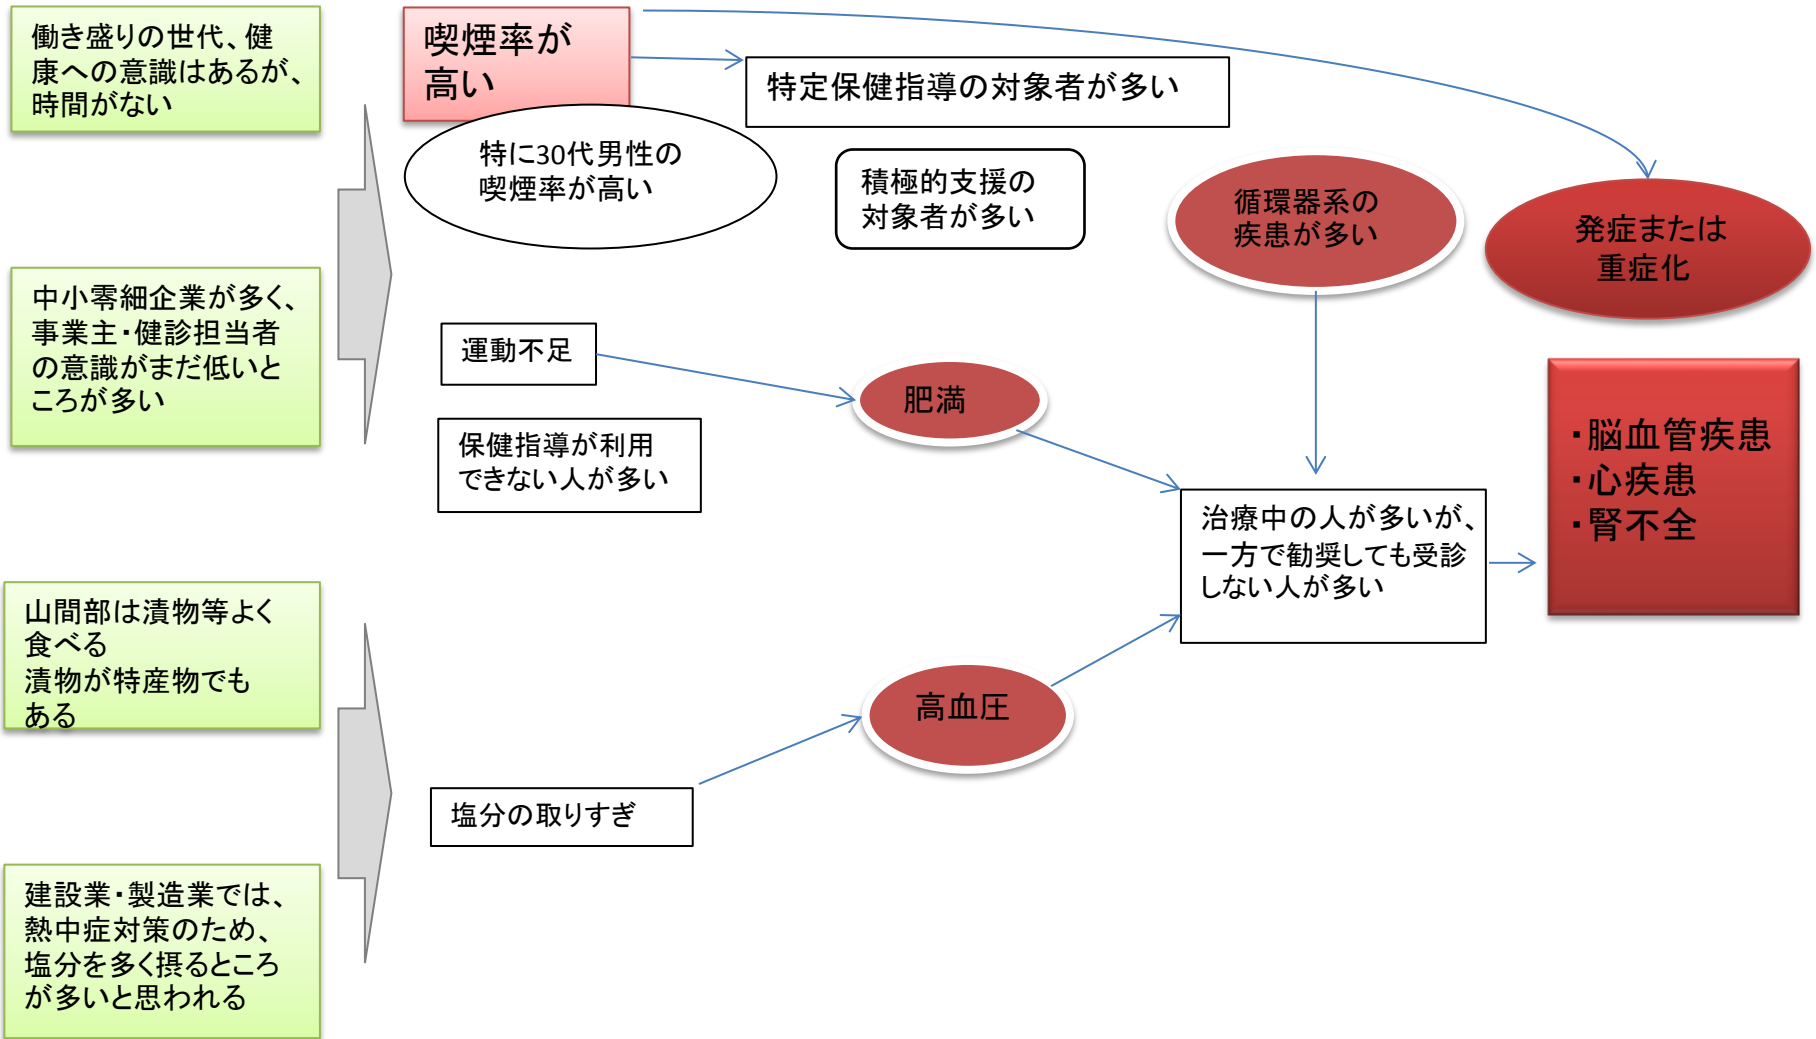 働き盛りの世代、健
康への意識はあるが、
時間がない
中小零細企業が多く、
事業主・健診担当者
の意識がまだ低いと
ころが多い
山間部は漬物等よく
食べる
漬物が特産物でも
ある
建設業・製造業では、
熱中症対策のため、
塩分を多く摂るところ
が多いと思われる
喫煙率が
高い
特に30代男性の
喫煙率が高い
特定保健指導の対象者が多い
積極的支援の
対象者が多い
運動不足
保健指導が利用
できない人が多い
塩分の取りすぎ
肥満
高血圧
循環器系の
疾患が多い
治療中の人が多いが、
一方で勧奨しても受診
しない人が多い
発症または
重症化
・脳血管疾患
・心疾患
・腎不全